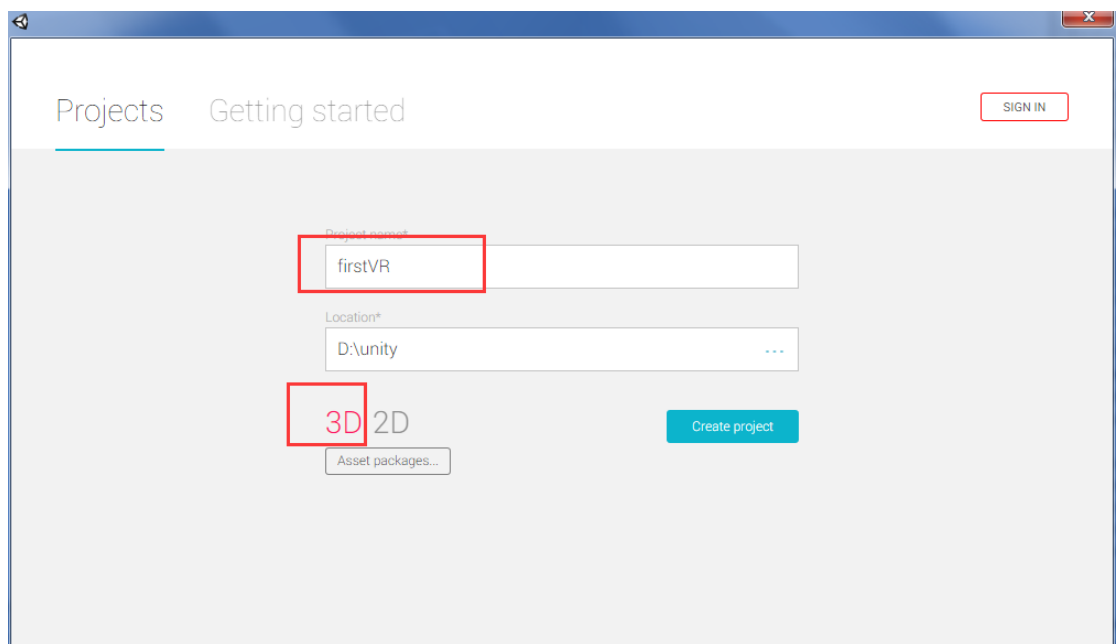 Projects Getting started SIGN IN
Project name*
firstVR
Location*
D:\unity ...
3D 2D Create project
Asset packages...